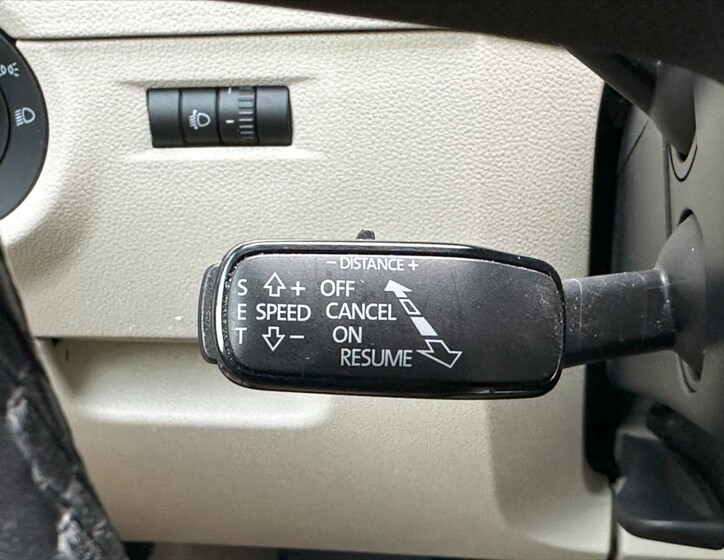 – DISTANCE +
S + OFF
E SPEED CANCEL
T – ON
RESUME